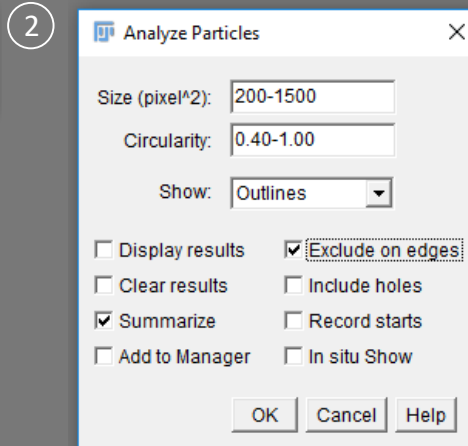 2
Analyze Particles
Size (pixel^2): 200-1500
Circularity: 0.40-1.00
Show: Outlines
Display results Exclude on edges
Clear results Include holes
Summarize Record starts
Add to Manager In situ Show
OK Cancel Help